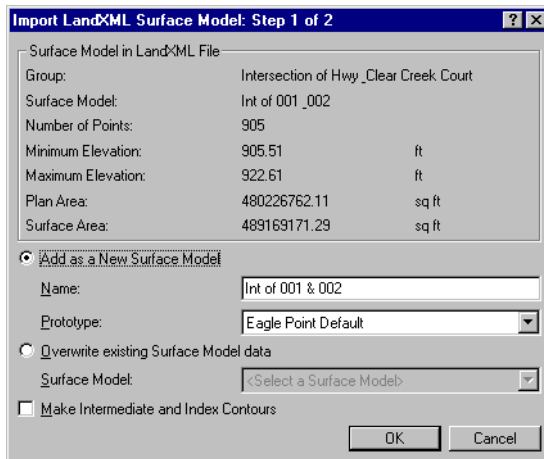 Import LandXML Surface Model: Step 1 of 2
Surface Model in LandXML File
Group: Intersection of Hwy_Clear Creek Court
Surface Model: Int of 001_002
Number of Points: 905
Minimum Elevation: 905.51 ft
Maximum Elevation: 922.61 ft
Plan Area: 480226762.11 sq ft
Surface Area: 489169171.29 sq ft
Add as a New Surface Model
Name: Int of 001 & 002
Prototype: Eagle Point Default
Overwrite existing Surface Model data
Surface Model: <Select a Surface Model>
Make Intermediate and Index Contours
OK Cancel